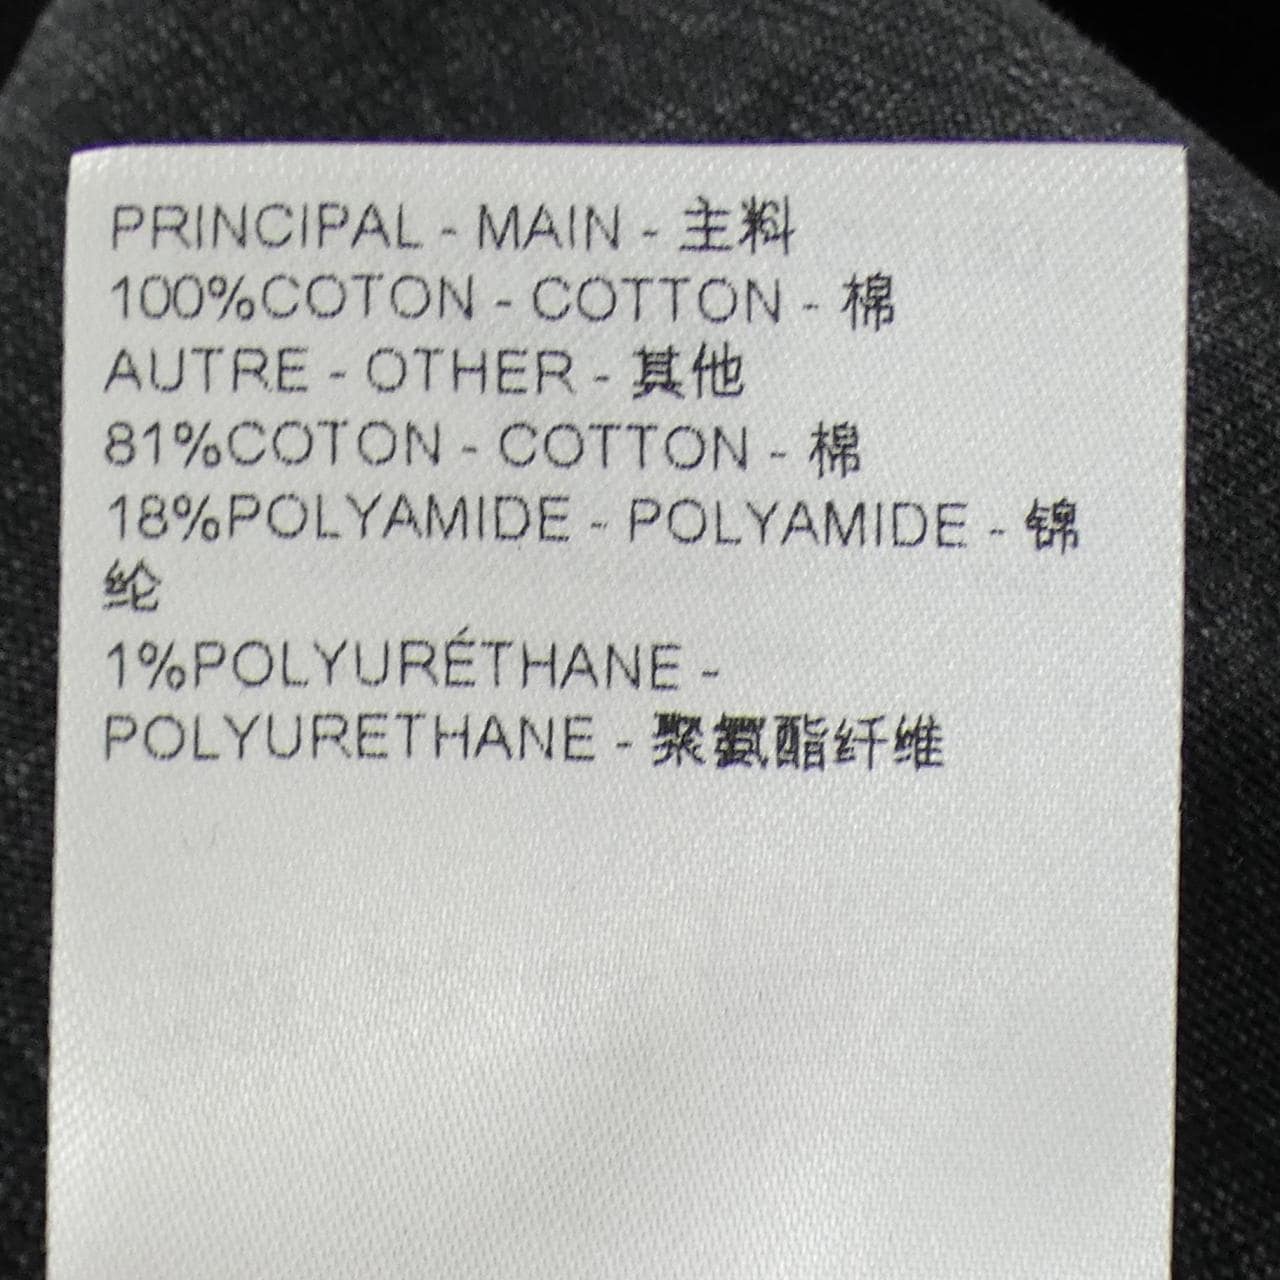 PRINCIPAL - MAIN - 主料
100%COTON - COTTON - 棉
AUTRE - OTHER - 其他
81%COTON - COTTON - 棉
18%POLYAMIDE - POLYAMIDE - 锦
纶
1%POLYURÉTHANE -
POLYURETHANE - 聚氨酯纤维